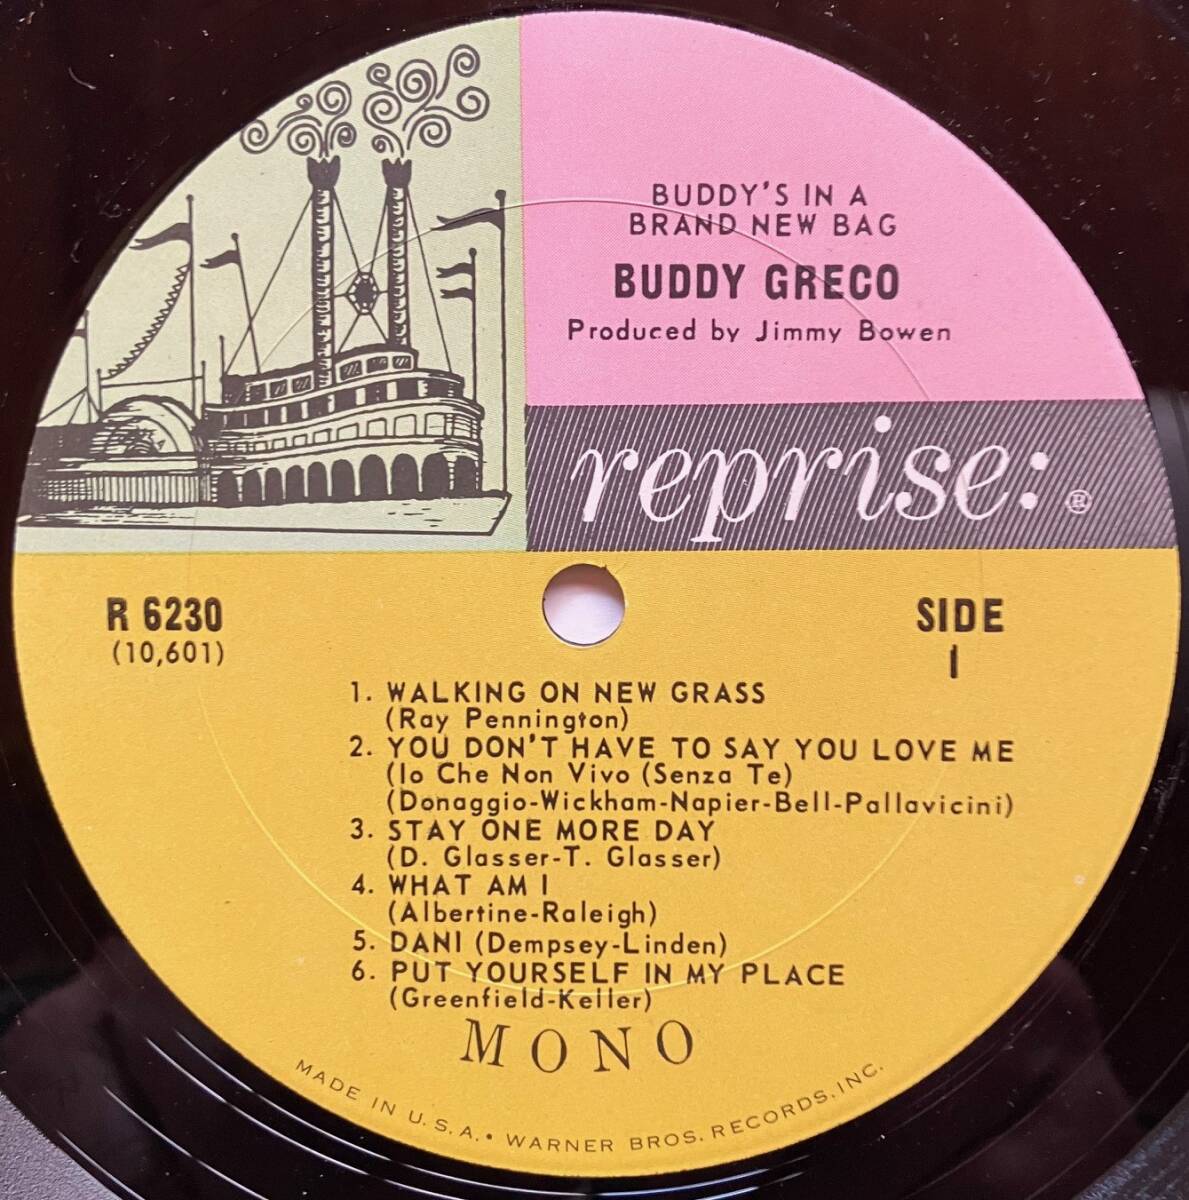 BUDDY'S IN A
BRAND NEW BAG
BUDDY GRECO
Produced by Jimmy Bowen
reprise: ®
R 6230
(10,601)
SIDE
1
1. WALKING ON NEW GRASS
(Ray Pennington)
2. YOU DON'T HAVE TO SAY YOU LOVE ME
(Io Che Non Vivo (Senza Te)
(Donaggio-Wickham-Napier-Bell-Pallavicini)
3. STAY ONE MORE DAY
(D. Glasser-T. Glasser)
4. WHAT AM I
(Albertine-Raleigh)
5. DANI (Dempsey-Linden)
6. PUT YOURSELF IN MY PLACE
(Greenfield-Keller)
MONO
MADE IN U.S.A. • WARNER BROS. RECORDS, INC.